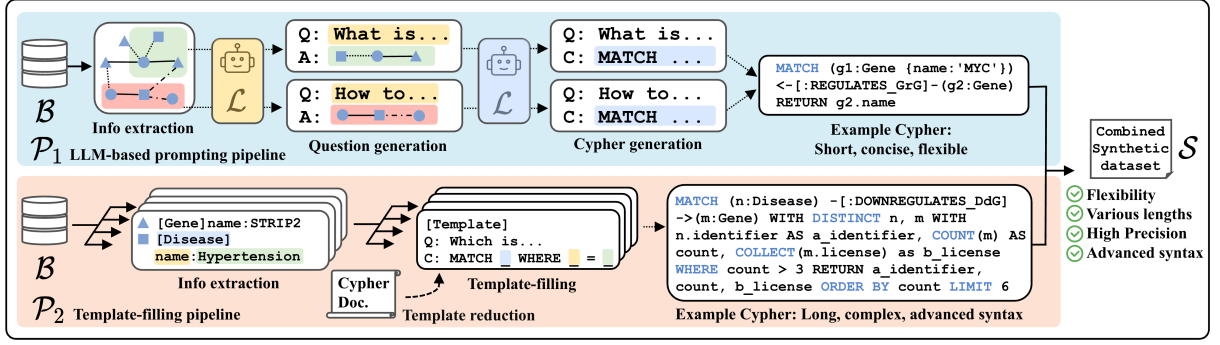 B
P1 LLM-based prompting pipeline
Info extraction
L
Q: What is...
A:
Q: How to...
A:
Question generation
L
Q: What is...
C: MATCH ...
Q: How to...
C: MATCH ...
Cypher generation
MATCH (g1:Gene {name:'MYC'})
<-[:REGULATES_GrG]-(g2:Gene)
RETURN g2.name
Example Cypher:
Short, concise, flexible
B
P2 Template-filling pipeline
[Gene]name:STRIP2
[Disease]
name:Hypertension
Info extraction
Cypher
Doc.
[Template]
Q: Which is...
C: MATCH _ WHERE _ = _
Template-filling
Template reduction
MATCH (n:Disease) -[:DOWNREGULATES_DdG]
->(m:Gene) WITH DISTINCT n, m WITH
n.identifier AS a_identifier, COUNT(m) AS
count, COLLECT(m.license) as b_license
WHERE count > 3 RETURN a_identifier,
count, b_license ORDER BY count LIMIT 6
Example Cypher: Long, complex, advanced syntax
Combined
Synthetic
dataset
S
Flexibility
Various lengths
High Precision
Advanced syntax